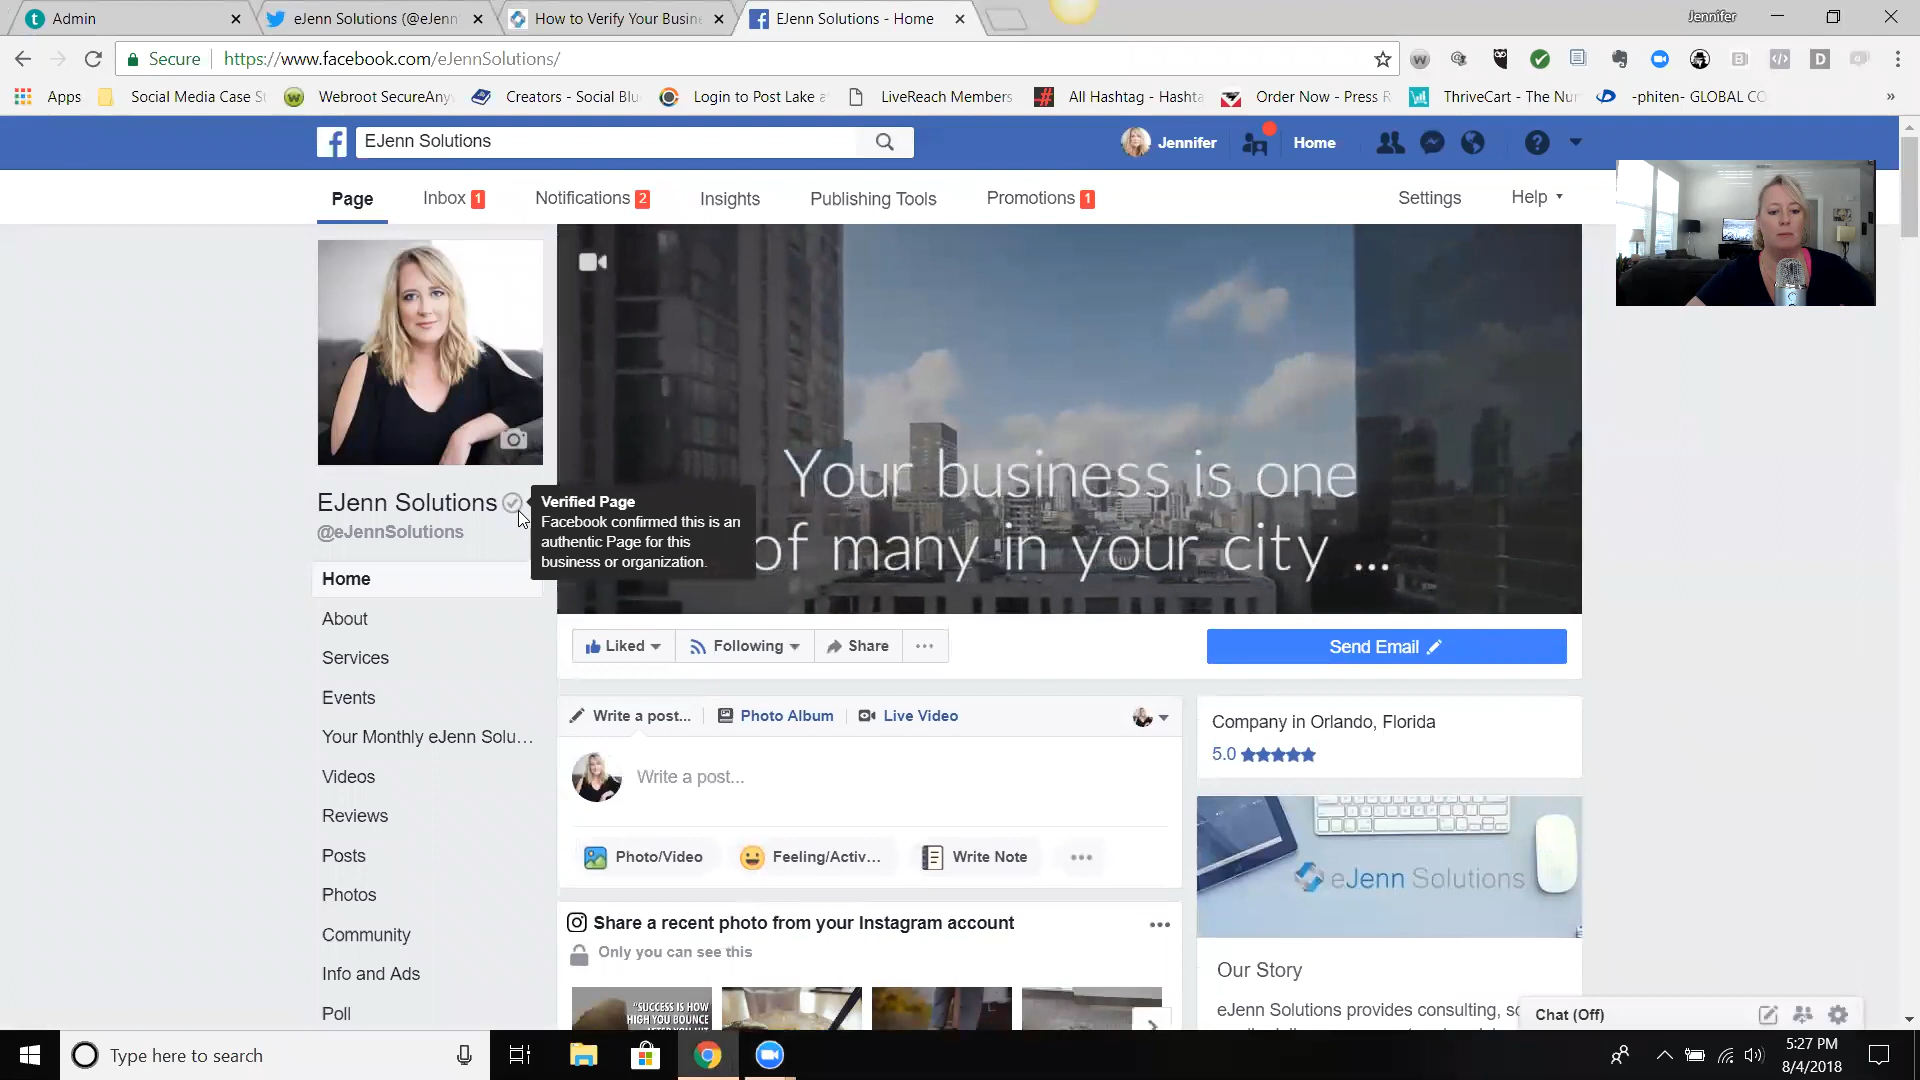 Admin
eJenn Solutions (@eJenn
How to Verify Your Busin
EJenn Solutions - Home
Jennifer
Secure
https://www.facebook.com/eJennSolutions/
Apps
Social Media Case St
Webroot SecureAny
Creators - Social Blu
Login to Post Lake a
LiveReach Members
All Hashtag - Hashta
Order Now - Press R
ThriveCart - The Nu
-phiten- GLOBAL CO
»
EJenn Solutions
Jennifer
Home
Page
Inbox 1
Notifications 2
Insights
Publishing Tools
Promotions 1
Settings
Help
Your business is one
of many in your city ...
EJenn Solutions
@eJennSolutions
Verified Page
Facebook confirmed this is an
authentic Page for this
business or organization.
Home
About
Services
Events
Your Monthly eJenn Solu...
Videos
Reviews
Posts
Photos
Community
Info and Ads
Poll
Liked
Following
Share
Send Email
Write a post...
Photo Album
Live Video
Write a post...
Photo/Video
Feeling/Activ...
Write Note
Share a recent photo from your Instagram account
Only you can see this
"SUCCESS IS HOW
HIGH YOU BOUNCE
Company in Orlando, Florida
5.0
eJenn Solutions
Our Story
eJenn Solutions provides consulting, so
Chat (Off)
Type here to search
5:27 PM
8/4/2018